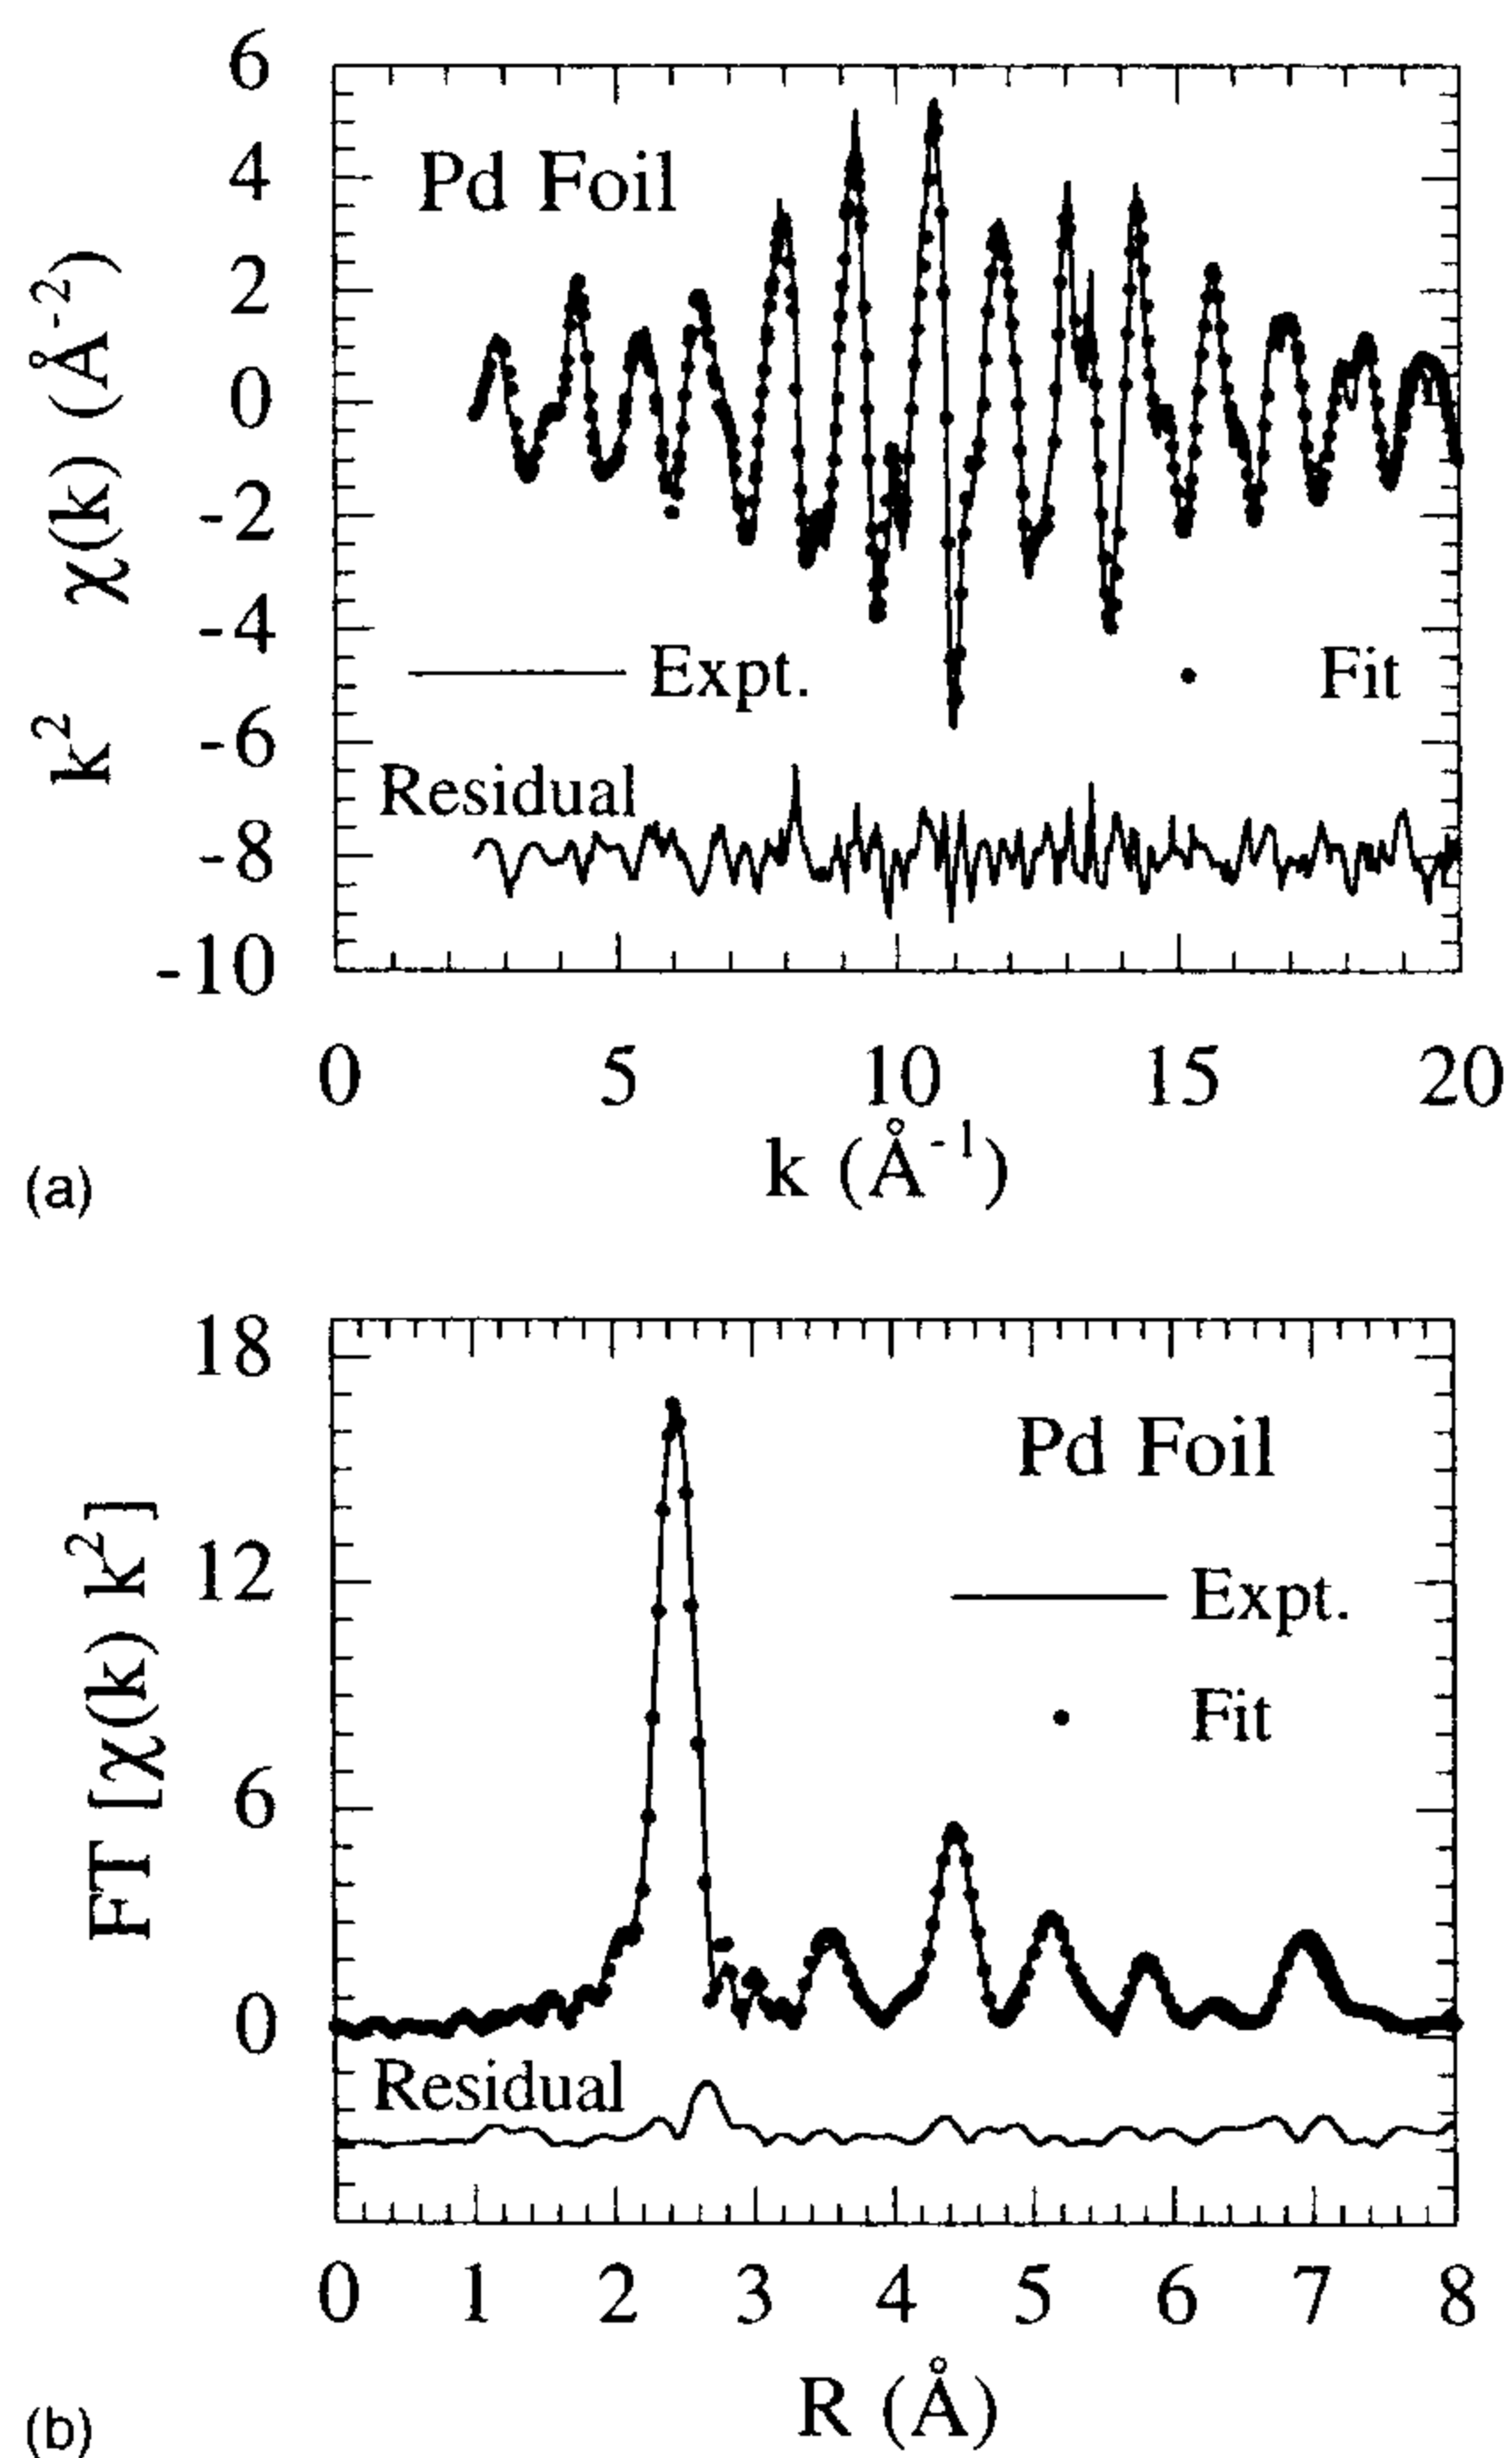 6
4
2
0
-2
-4
-6
-8
-10
k² χ(k) (Å⁻²)
Pd Foil
Expt.
Fit
Residual
0 5 10 15 20
k (Å⁻¹)
(a)
18
12
6
0
FT [χ(k) k²]
Pd Foil
Expt.
Fit
Residual
0 1 2 3 4 5 6 7 8
R (Å)
(b)